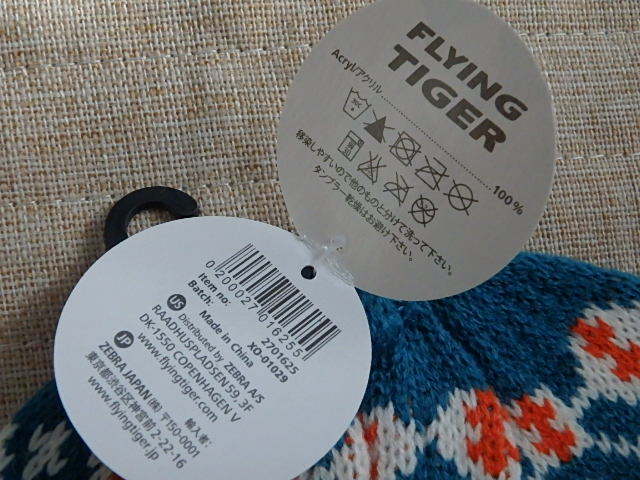 FLYING
TIGER
Acryl/アクリル 100%
移染しやすいので他のものと分けて洗って下さい。
タンブラー乾燥はお避け下さい。
0 200027 016255
Item no: 2701625
Batch: XO-01029
Made in China
US Distributed by ZEBRA A/S
RAADHUSPLADSEN 59, 3F
DK-1550 COPENHAGEN V
www.flyingtiger.com
JP 輸入者:
ZEBRA JAPAN (株) 〒150-0001
東京都渋谷区神宮前2-22-16
www.flyingtiger.jp